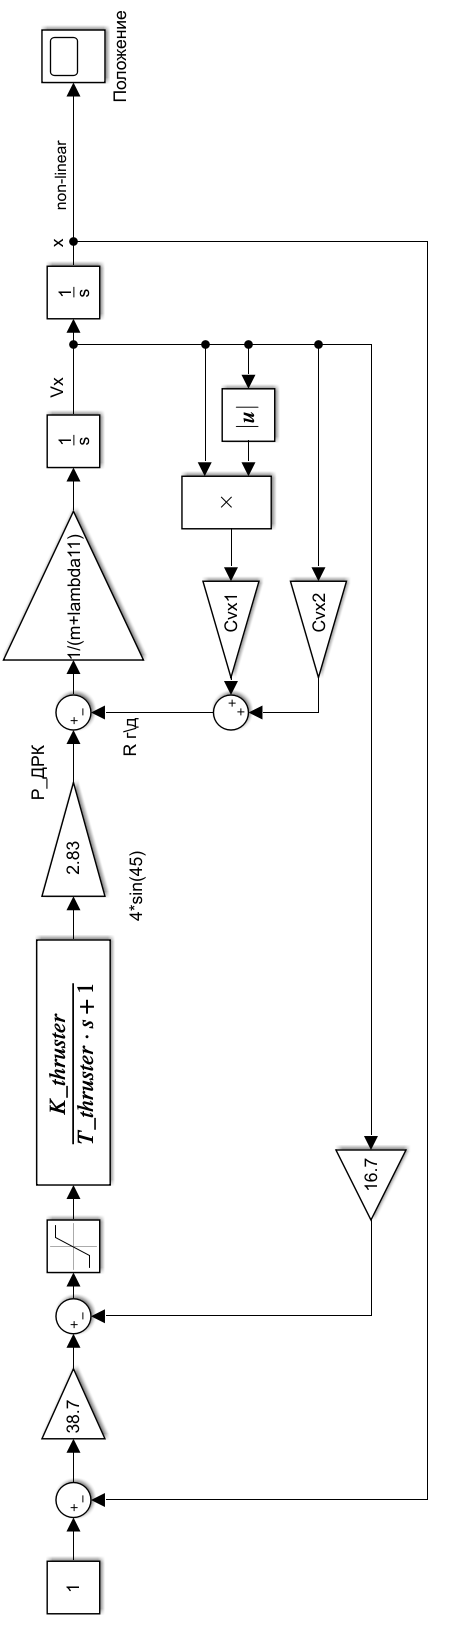 1
+
−
38.7
+
−
K_thruster
T_thruster · s + 1
2.83
4*sin(45)
P_ДРК
+
−
R г\д
1/(m+lambda11)
1
s
Vx
1
s
x
non-linear
Положение
+
+
Cvx1
Cvx2
×
|u|
16.7